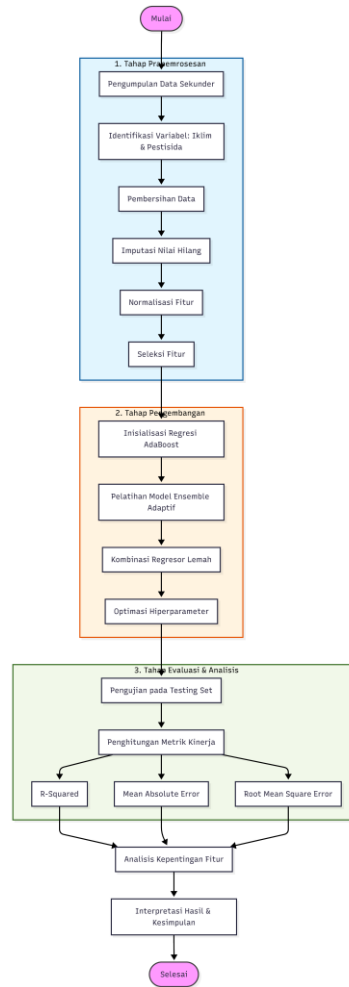 Mulai
1. Tahap Prapemrosesan
Pengumpulan Data Sekunder
Identifikasi Variabel: Iklim
& Pestisida
Pembersihan Data
Imputasi Nilai Hilang
Normalisasi Fitur
Seleksi Fitur
2. Tahap Pengembangan
Inisialisasi Regresi
AdaBoost
Pelatihan Model Ensemble
Adaptif
Kombinasi Regresor Lemah
Optimasi Hiperparameter
3. Tahap Evaluasi & Analisis
Pengujian pada Testing Set
Penghitungan Metrik Kinerja
R-Squared
Mean Absolute Error
Root Mean Square Error
Analisis Kepentingan Fitur
Interpretasi Hasil &
Kesimpulan
Selesai